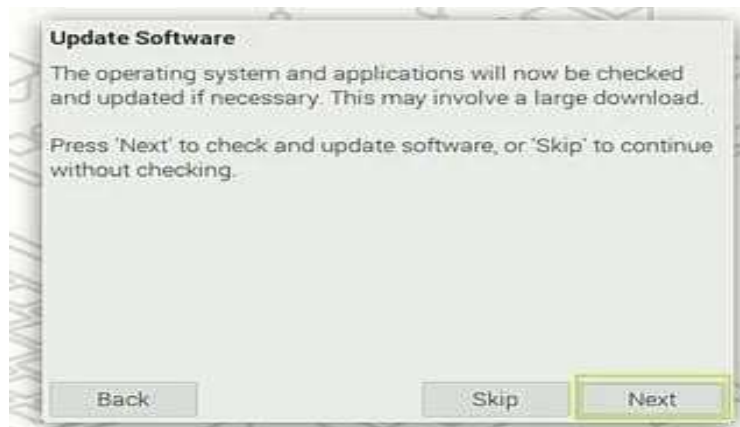 Update Software
The operating system and applications will now be checked
and updated if necessary. This may involve a large download.
Press 'Next' to check and update software, or 'Skip' to continue
without checking.
Back
Skip
Next